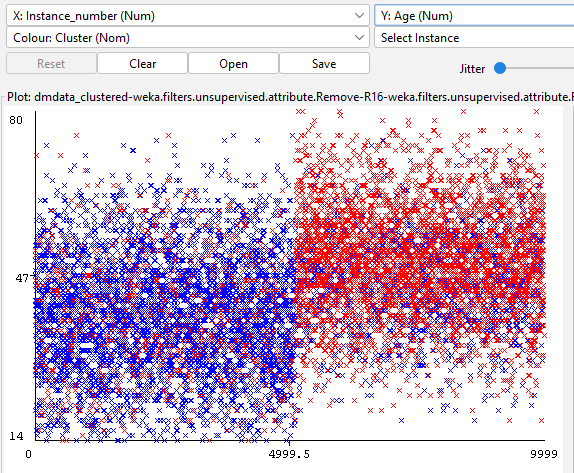 X: Instance_number (Num)
Y: Age (Num)
Colour: Cluster (Nom)
Select Instance
Reset
Clear
Open
Save
Jitter
Plot: dmdata_clustered-weka.filters.unsupervised.attribute.Remove-R16-weka.filters.unsupervised.attribute.
80
47
14
0
4999.5
9999